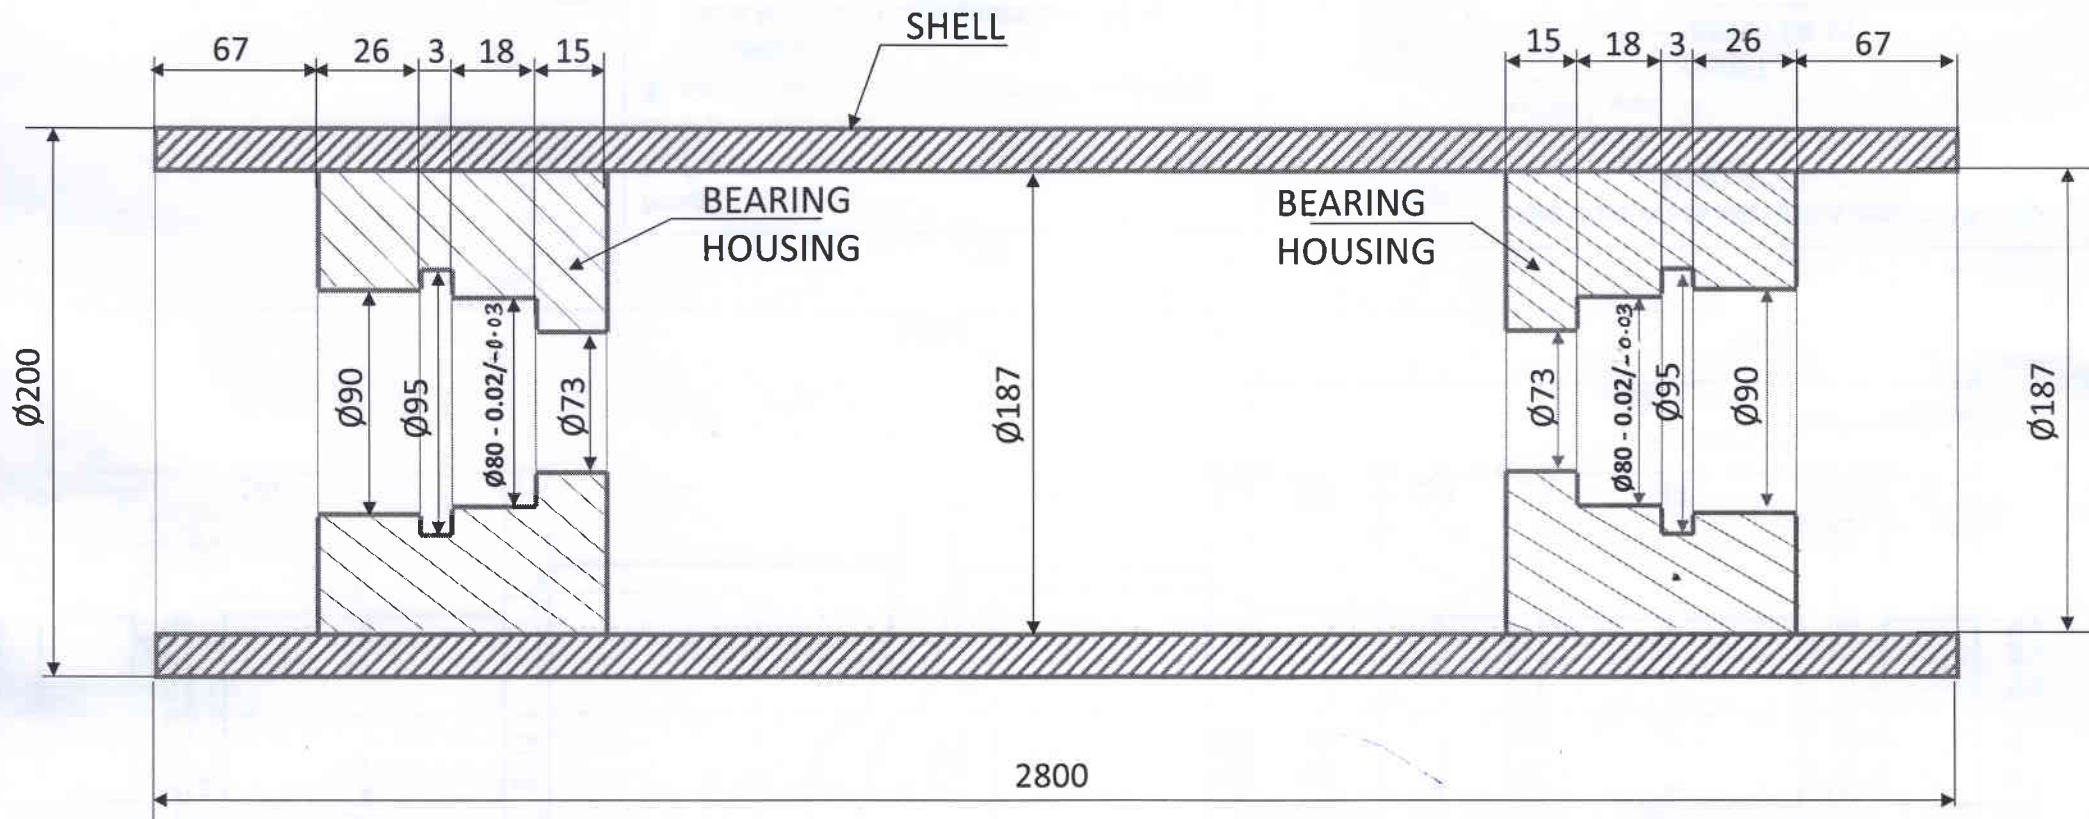 SHELL
67 26 3 18 15
15 18 3 26 67
BEARING
HOUSING
BEARING
HOUSING
Ø200
Ø90
Ø95
Ø80 - 0.02/-0.03
Ø73
Ø187
Ø73
Ø80 - 0.02/-0.03
Ø95
Ø90
Ø187
2800